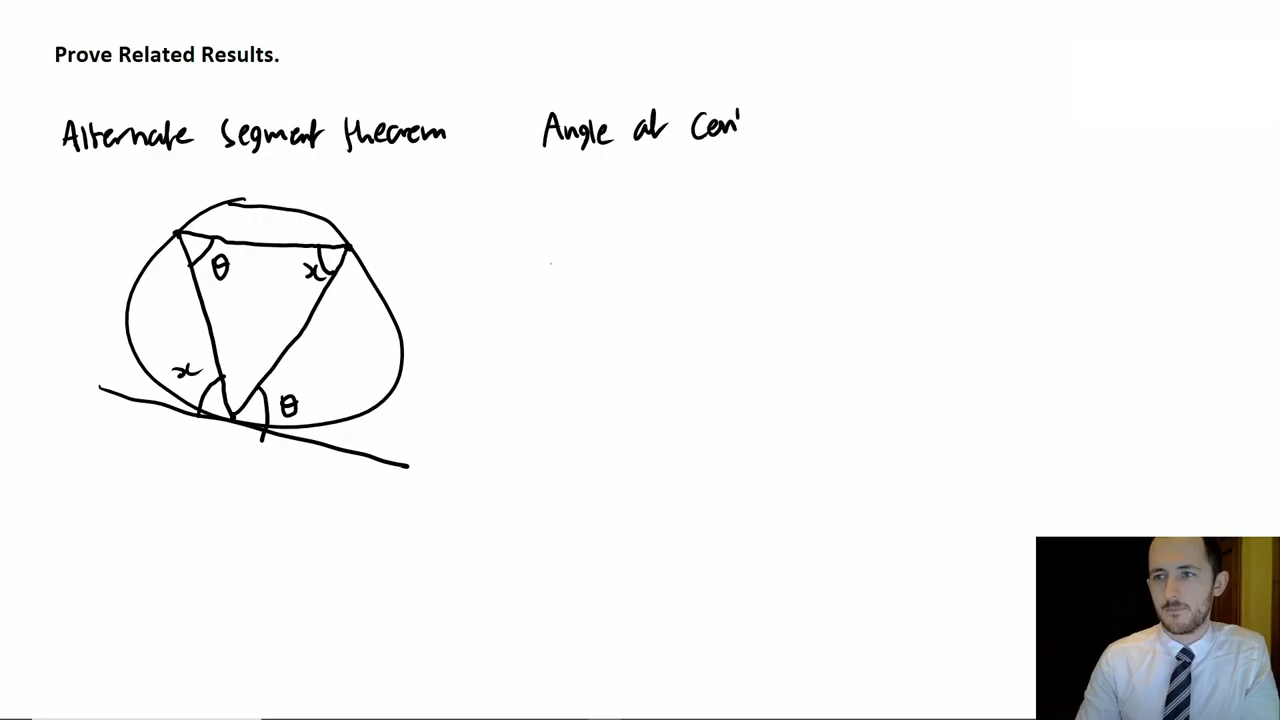 Prove Related Results.
Alternate Segment theorem
Angle at Cen
θ
x
x
θ